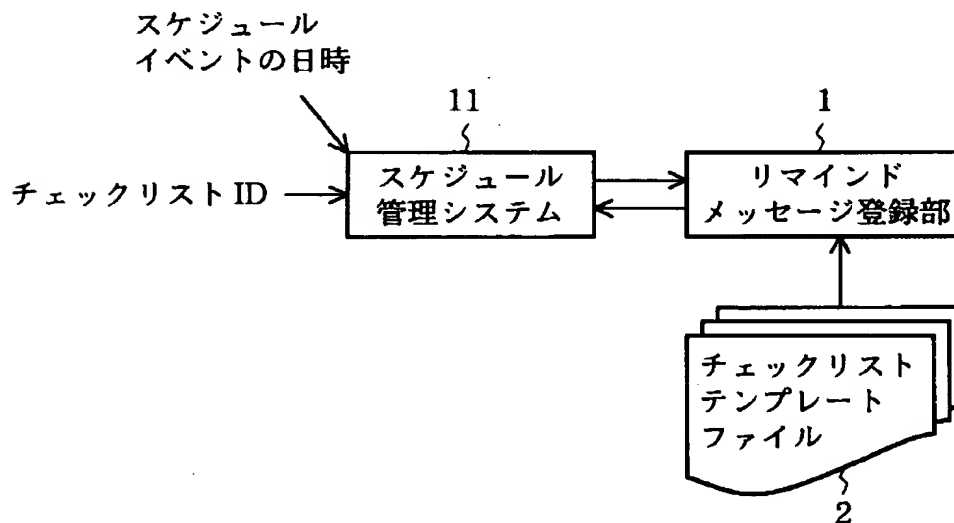 スケジュール
イベントの日時
11
1
チェックリストID
スケジュール
管理システム
リマインド
メッセージ登録部
チェックリスト
テンプレート
ファイル
2